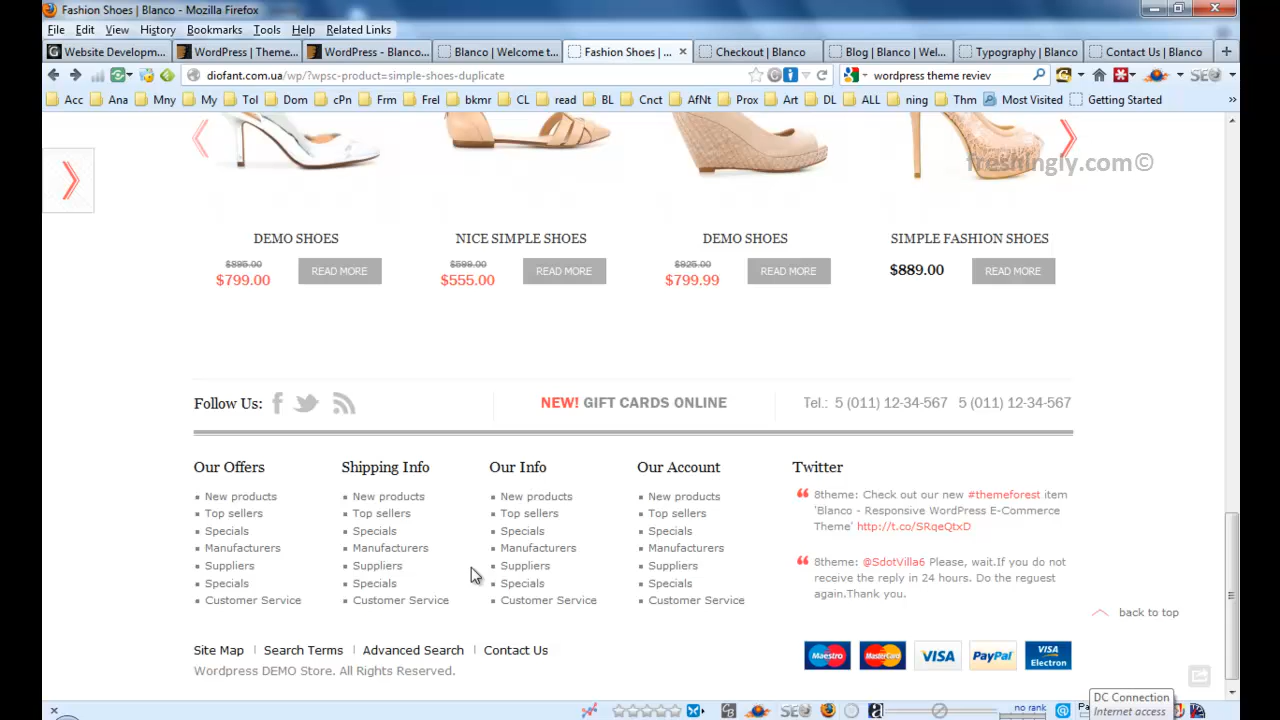 Fashion Shoes | Blanco - Mozilla Firefox
File Edit View History Bookmarks Tools Help Related Links
Website Developm... WordPress | Theme... WordPress - Blanco... Blanco | Welcome t... Fashion Shoes | ... Checkout | Blanco Blog | Blanco | Wel... Typography | Blanco Contact Us | Blanco
diofant.com.ua/wp/?wpsc-product=simple-shoes-duplicate wordpress theme reviev
Acc Ana Mny My Tol Dom cPn Frm Frel bkmr CL read BL Cnct AfNt Prox Art DL ALL ning Thm Most Visited Getting Started
freshingly.com©
DEMO SHOES NICE SIMPLE SHOES DEMO SHOES SIMPLE FASHION SHOES
$895.00 $599.00 $925.00
$799.00 READ MORE $555.00 READ MORE $799.99 READ MORE $889.00 READ MORE
Follow Us: NEW! GIFT CARDS ONLINE Tel.: 5 (011) 12-34-567 5 (011) 12-34-567
Our Offers Shipping Info Our Info Our Account Twitter
New products New products New products New products
Top sellers Top sellers Top sellers Top sellers
Specials Specials Specials Specials
Manufacturers Manufacturers Manufacturers Manufacturers
Suppliers Suppliers Suppliers Suppliers
Specials Specials Specials Specials
Customer Service Customer Service Customer Service Customer Service
8theme: Check out our new #themeforest item
'Blanco - Responsive WordPress E-Commerce
Theme' http://t.co/SRqeQtxD
8theme: @SdotVilla6 Please, wait.If you do not
receive the reply in 24 hours. Do the reguest
again.Thank you.
back to top
Site Map Search Terms Advanced Search Contact Us
Wordpress DEMO Store. All Rights Reserved.
Maestro MasterCard VISA PayPal VISA Electron
DC Connection
Internet access
no rank